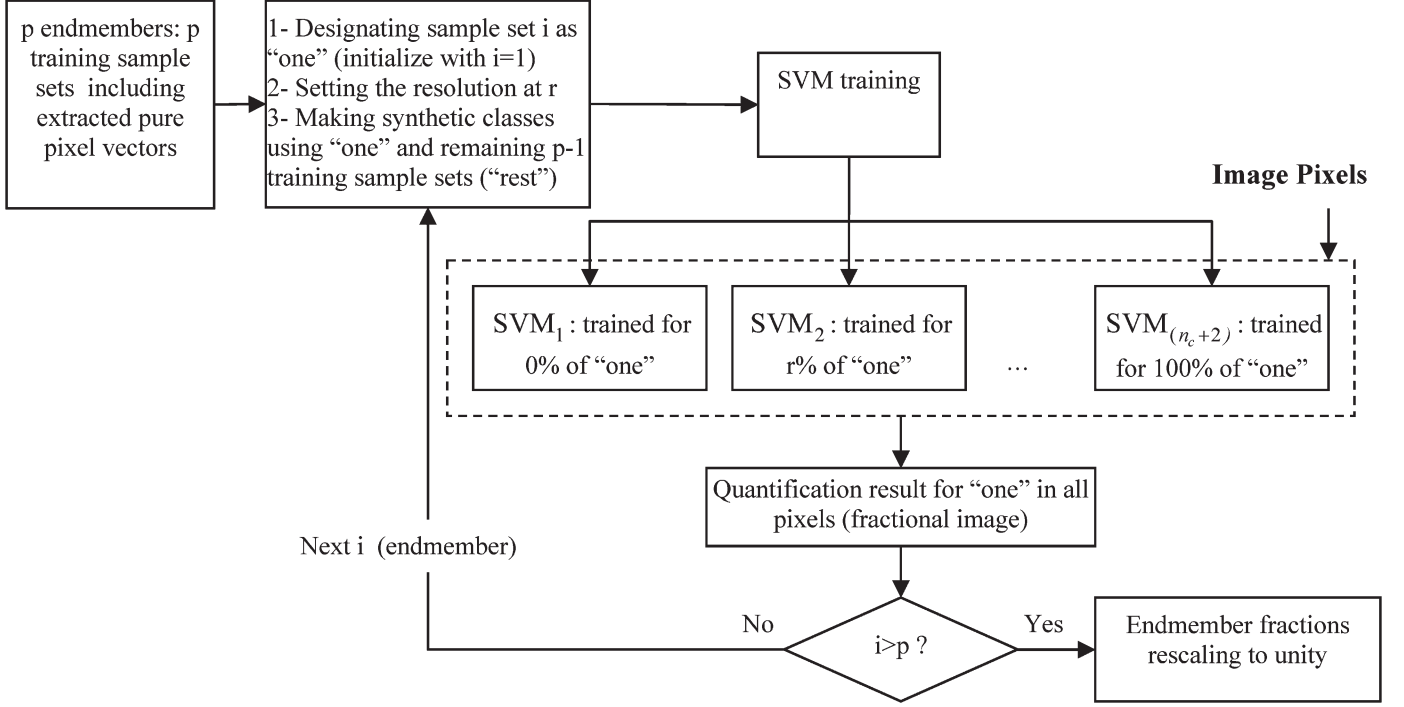 p endmembers: p
training sample
sets including
extracted pure
pixel vectors
1- Designating sample set i as
“one” (initialize with i=1)
2- Setting the resolution at r
3- Making synthetic classes
using “one” and remaining p-1
training sample sets (“rest”)
SVM training
Image Pixels
SVM1 : trained for
0% of “one”
SVM2 : trained for
r% of “one”
...
SVM(nc+2) : trained
for 100% of “one”
Quantification result for “one” in all
pixels (fractional image)
Next i (endmember)
No
i>p ?
Yes
Endmember fractions
rescaling to unity